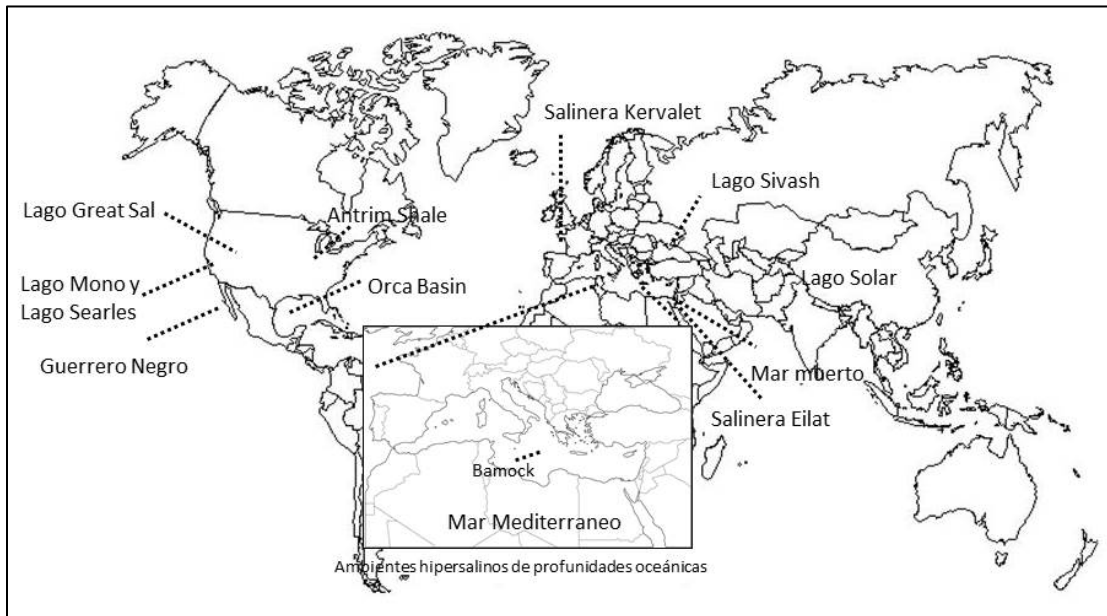 Salinera Kervalet
Lago Sivash
Lago Great Sal
Antrim Shale
Lago Mono y
Lago Searles
Orca Basin
Lago Solar
Guerrero Negro
Mar muerto
Salinera Eilat
Bamock
Mar Mediterraneo
Ambientes hipersalinos de profundidades oceánicas